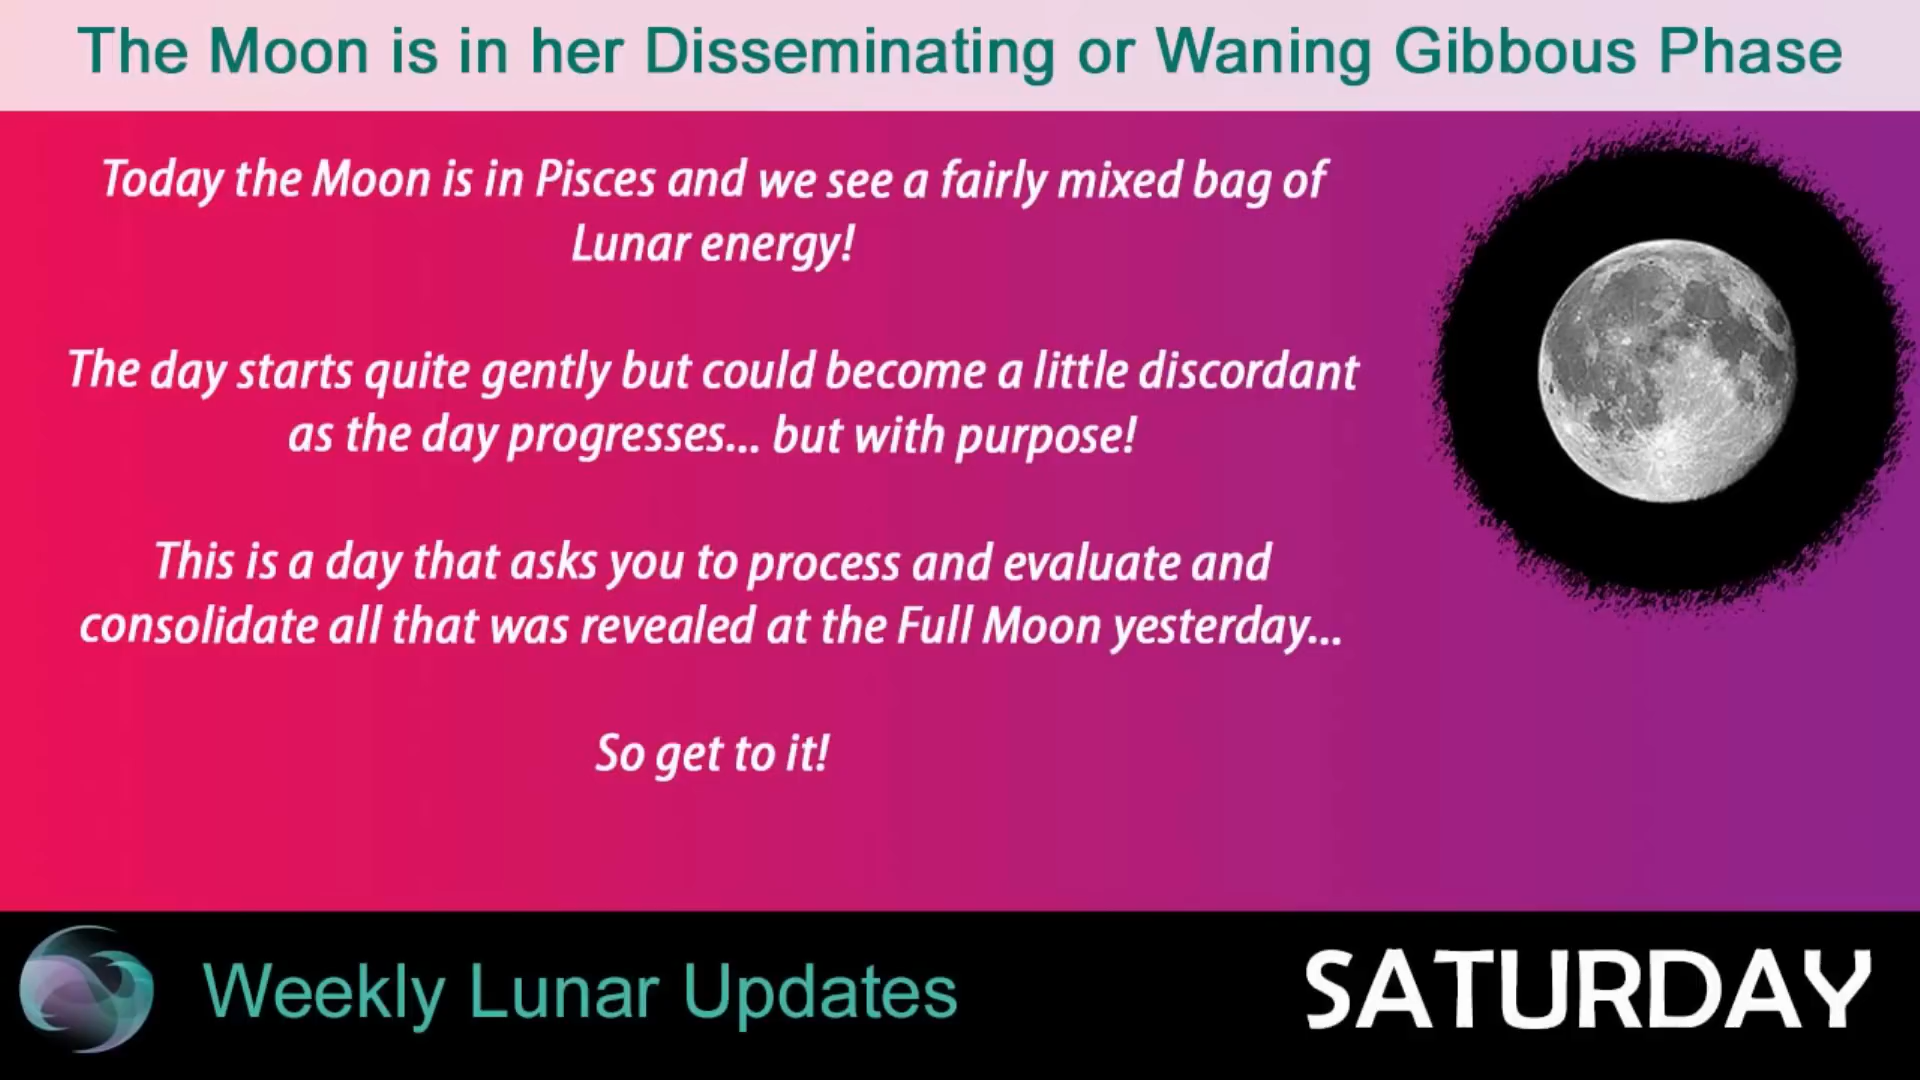 The Moon is in her Disseminating or Waning Gibbous Phase
Today the Moon is in Pisces and we see a fairly mixed bag of
Lunar energy!
The day starts quite gently but could become a little discordant
as the day progresses... but with purpose!
This is a day that asks you to process and evaluate and
consolidate all that was revealed at the Full Moon yesterday...
So get to it!
Weekly Lunar Updates
SATURDAY